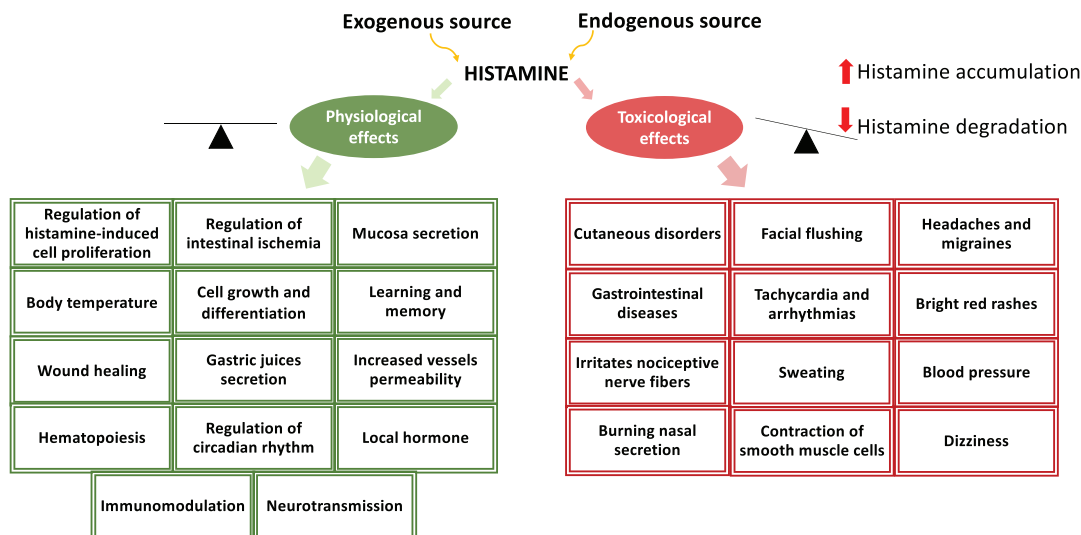 Exogenous source
Endogenous source
HISTAMINE
Histamine accumulation
Histamine degradation
Physiological
effects
Toxicological
effects
Regulation of
histamine-induced
cell proliferation
Regulation of
intestinal ischemia
Mucosa secretion
Body temperature
Cell growth and
differentiation
Learning and
memory
Wound healing
Gastric juices
secretion
Increased vessels
permeability
Hematopoiesis
Regulation of
circadian rhythm
Local hormone
Immunomodulation
Neurotransmission
Cutaneous disorders
Facial flushing
Headaches and
migraines
Gastrointestinal
diseases
Tachycardia and
arrhythmias
Bright red rashes
Irritates nociceptive
nerve fibers
Sweating
Blood pressure
Burning nasal
secretion
Contraction of
smooth muscle cells
Dizziness